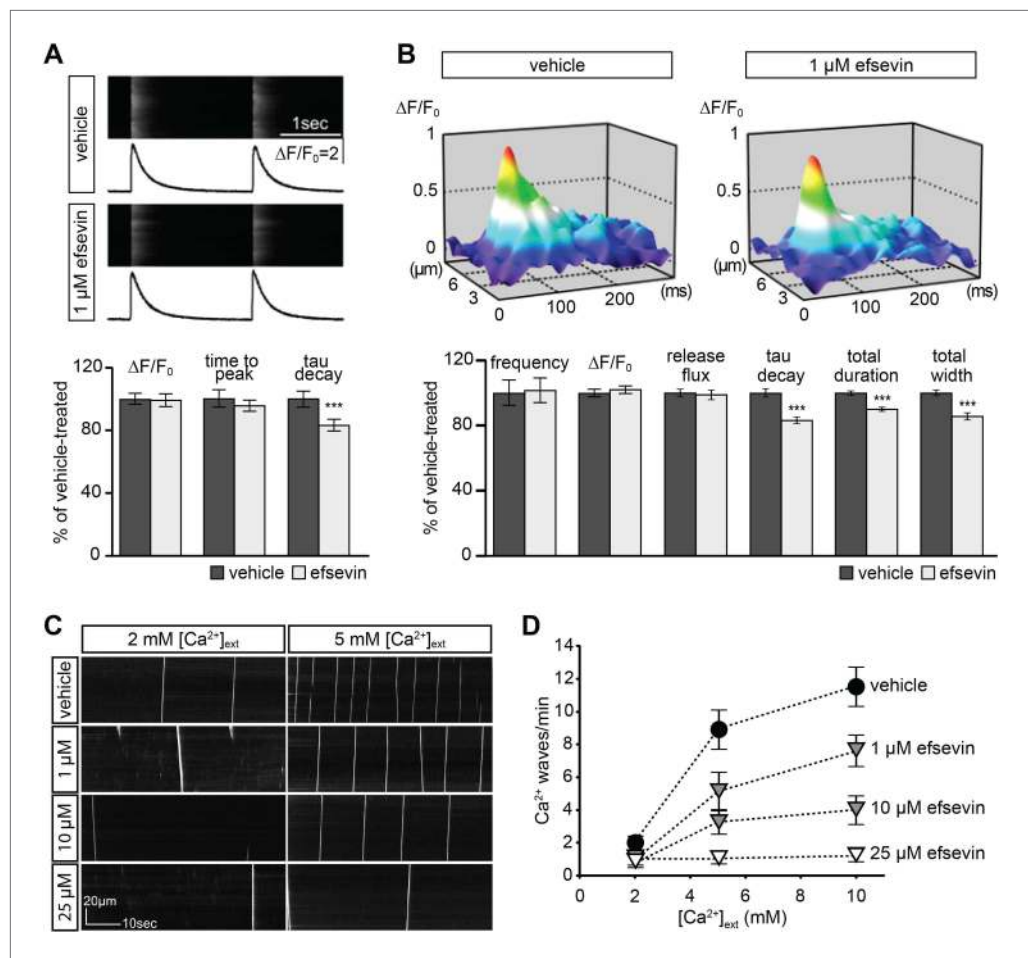 A
vehicle
1sec
ΔF/F₀=2
1 µM efsevin
% of vehicle-treated
120
80
40
0
ΔF/F₀
time to
peak
tau
decay
***
vehicle
efsevin
B
vehicle
1 µM efsevin
ΔF/F₀
1
0.5
0
(µm)
6
3
0
100
200
(ms)
ΔF/F₀
1
0.5
0
(µm)
6
3
0
100
200
(ms)
% of vehicle-treated
120
80
40
0
frequency
ΔF/F₀
release
flux
tau
decay
***
total
duration
***
total
width
***
vehicle
efsevin
C
2 mM [Ca²⁺]ext
5 mM [Ca²⁺]ext
vehicle
1 µM
10 µM
25 µM
20µm
10sec
D
Ca²⁺ waves/min
14
12
10
8
6
4
2
0
0
2
4
6
8
10
[Ca²⁺]ext (mM)
vehicle
1 µM efsevin
10 µM efsevin
25 µM efsevin